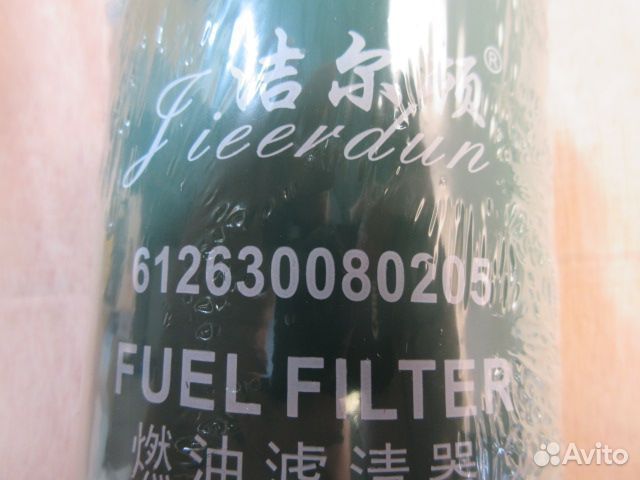 洁尔顿®
Jieerdun
612630080205
FUEL FILTER
燃油滤清器
Avito